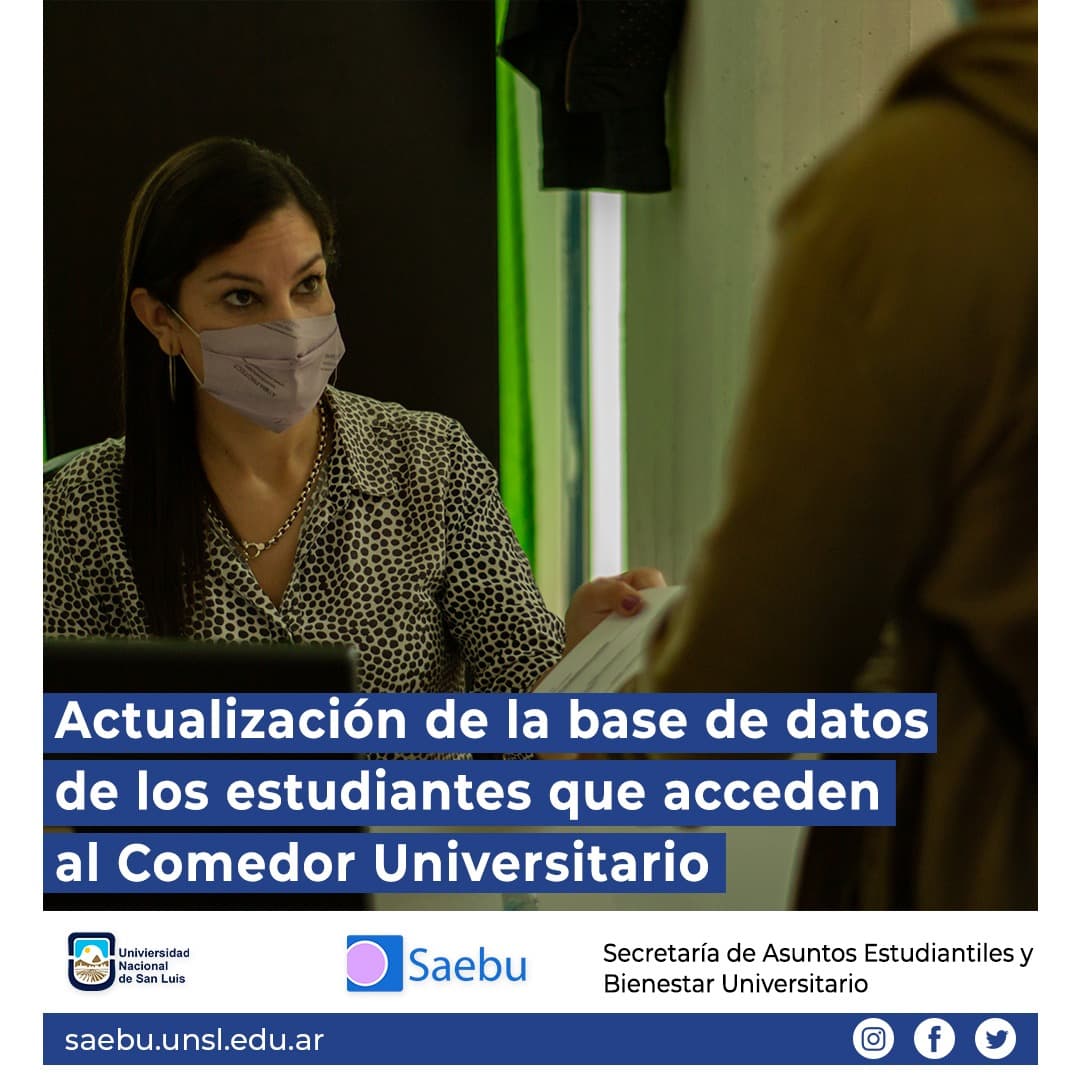 Actualización de la base de datos
de los estudiantes que acceden
al Comedor Universitario
Univiersidad
Nacional
de San Luis
Saebu
Secretaría de Asuntos Estudiantiles y
Bienestar Universitario
saebu.unsl.edu.ar